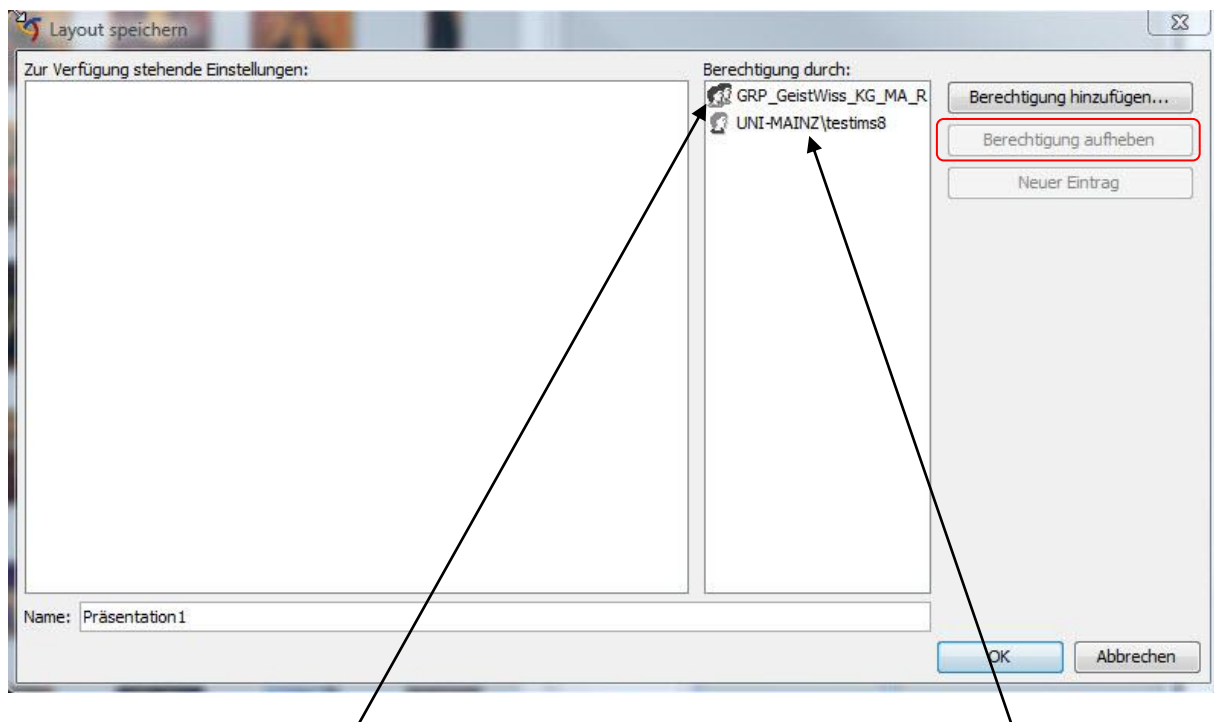 Layout speichern
Zur Verfügung stehende Einstellungen:
Berechtigung durch:
GRP_GeistWiss_KG_MA_R
UNI-MAINZ\testims8
Berechtigung hinzufügen...
Berechtigung aufheben
Neuer Eintrag
Name: Präsentation1
OK
Abbrechen